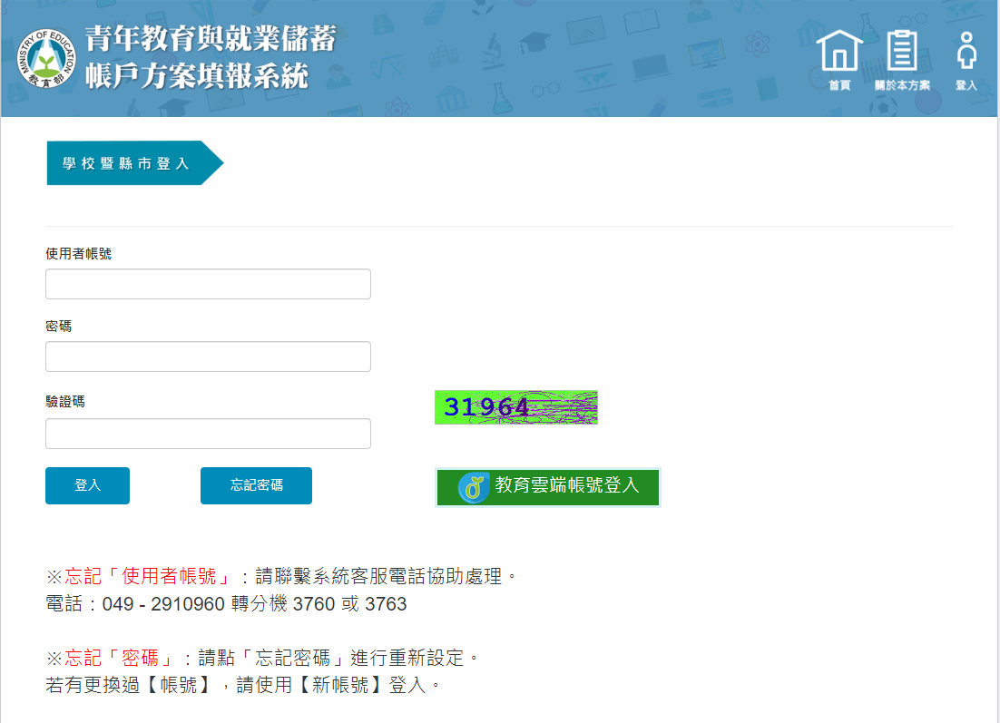 MINISTRY OF EDUCATION
教育部
青年教育與就業儲蓄
帳戶方案填報系統
首頁
關於本方案
登入
學校暨縣市登入
使用者帳號
密碼
驗證碼
31964
登入
忘記密碼
教育雲端帳號登入
※忘記「使用者帳號」：請聯繫系統客服電話協助處理。
電話：049 - 2910960 轉分機 3760 或 3763
※忘記「密碼」：請點「忘記密碼」進行重新設定。
若有更換過【帳號】，請使用【新帳號】登入。